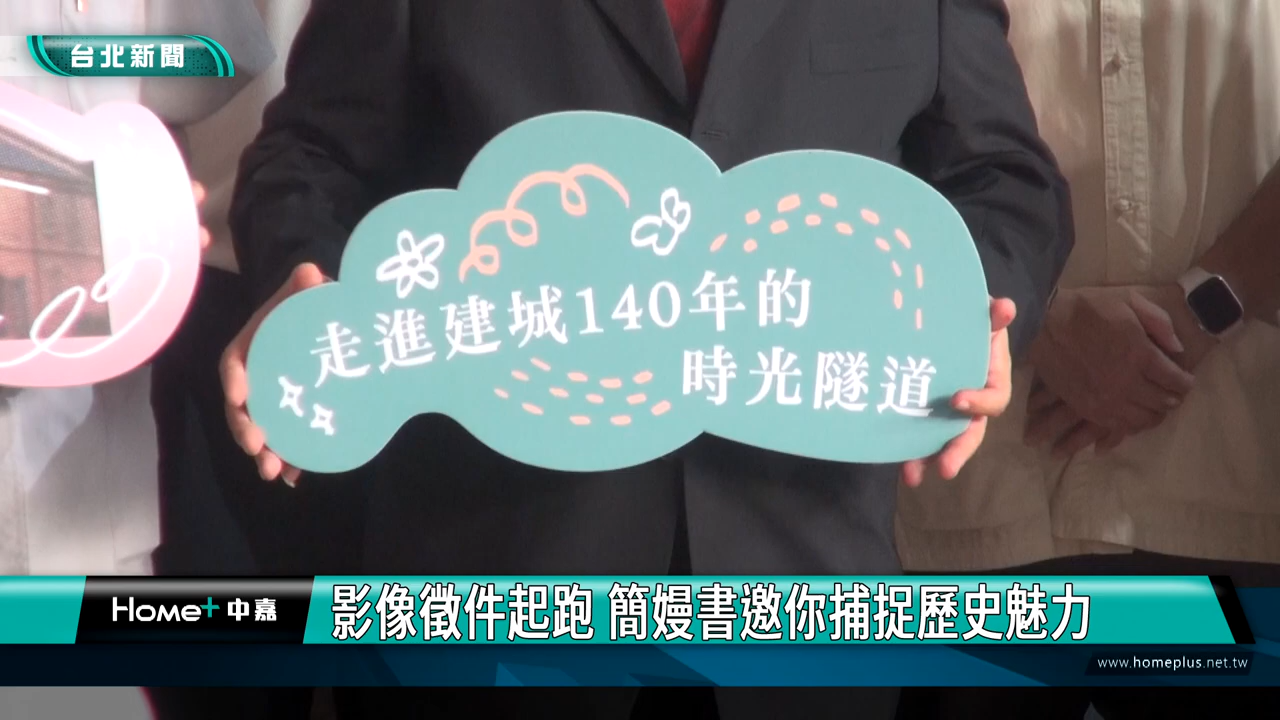 台北新聞
走進建城140年的
時光隧道
Home+中嘉
影像徵件起跑 簡嫚書邀你捕捉歷史魅力
www.homeplus.net.tw